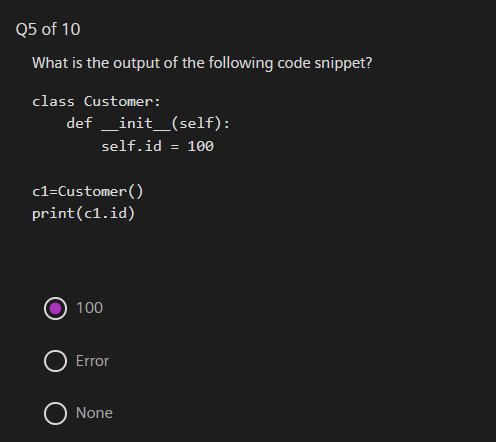 Q5 of 10
What is the output of the following code snippet?
class Customer:
    def __init__(self):
        self.id = 100
c1=Customer()
print(c1.id)
100
Error
None